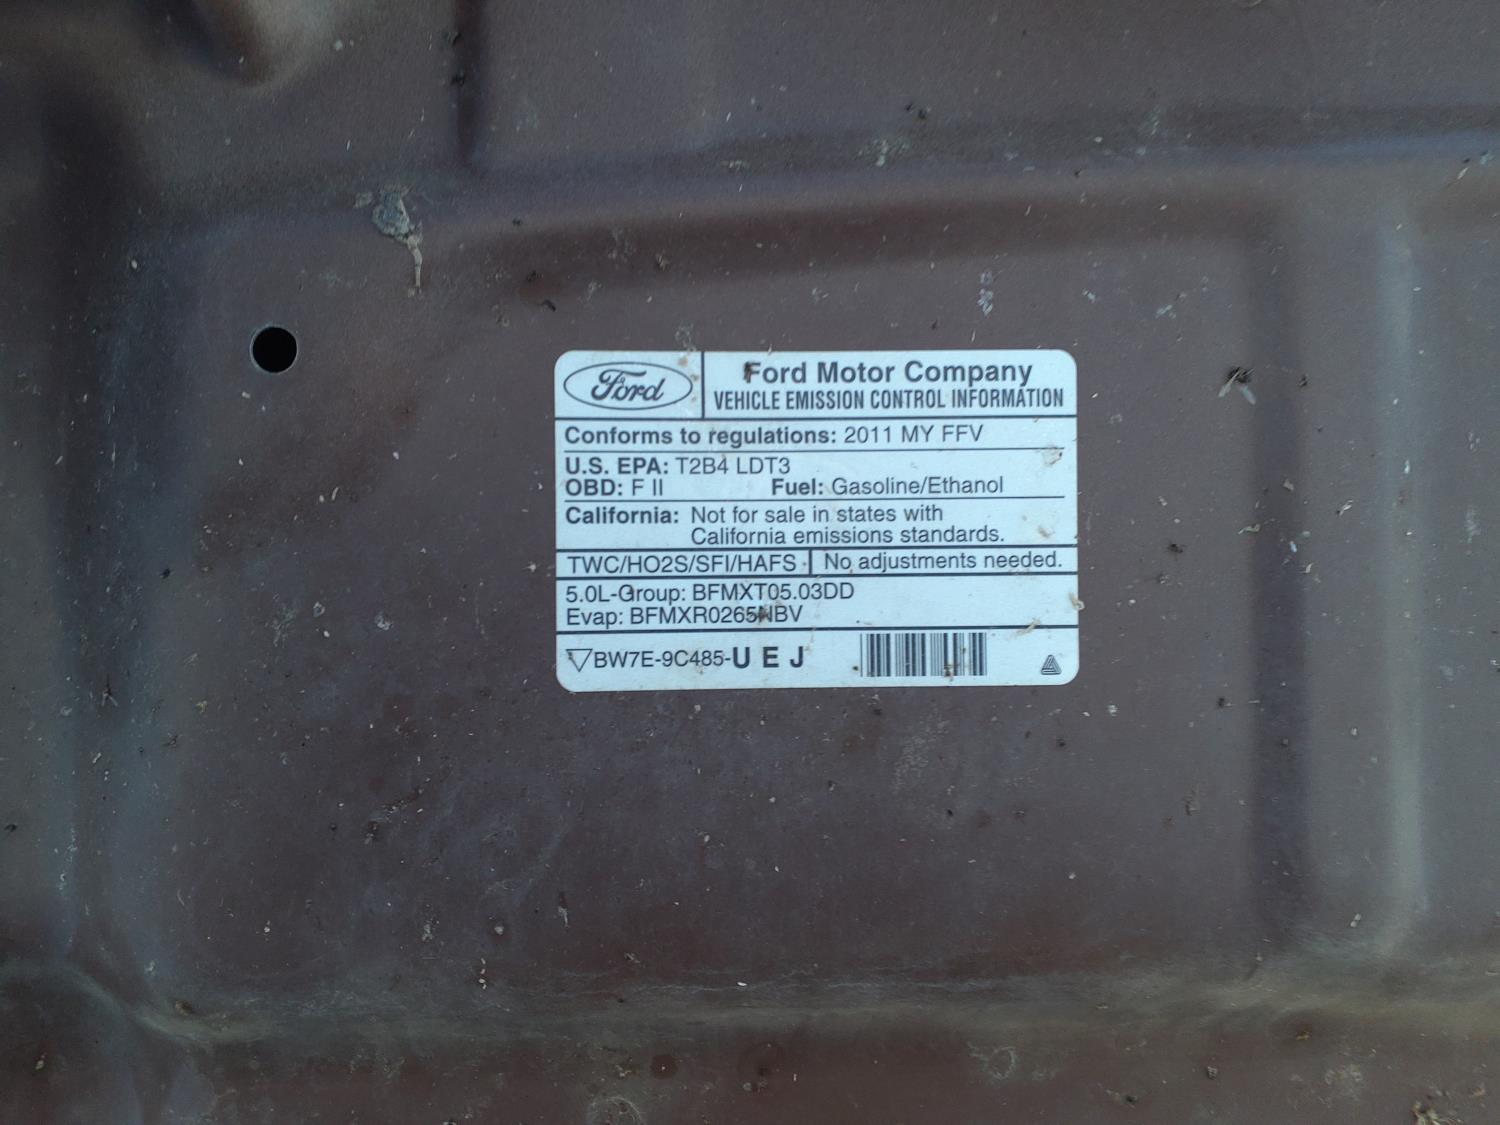 Ford
Ford Motor Company
VEHICLE EMISSION CONTROL INFORMATION
Conforms to regulations: 2011 MY FFV
U.S. EPA: T2B4 LDT3
OBD: F II Fuel: Gasoline/Ethanol
California: Not for sale in states with
California emissions standards.
TWC/HO2S/SFI/HAFS
No adjustments needed.
5.0L-Group: BFMXT05.03DD
Evap: BFMXR0265NBV
BW7E-9C485-U E J